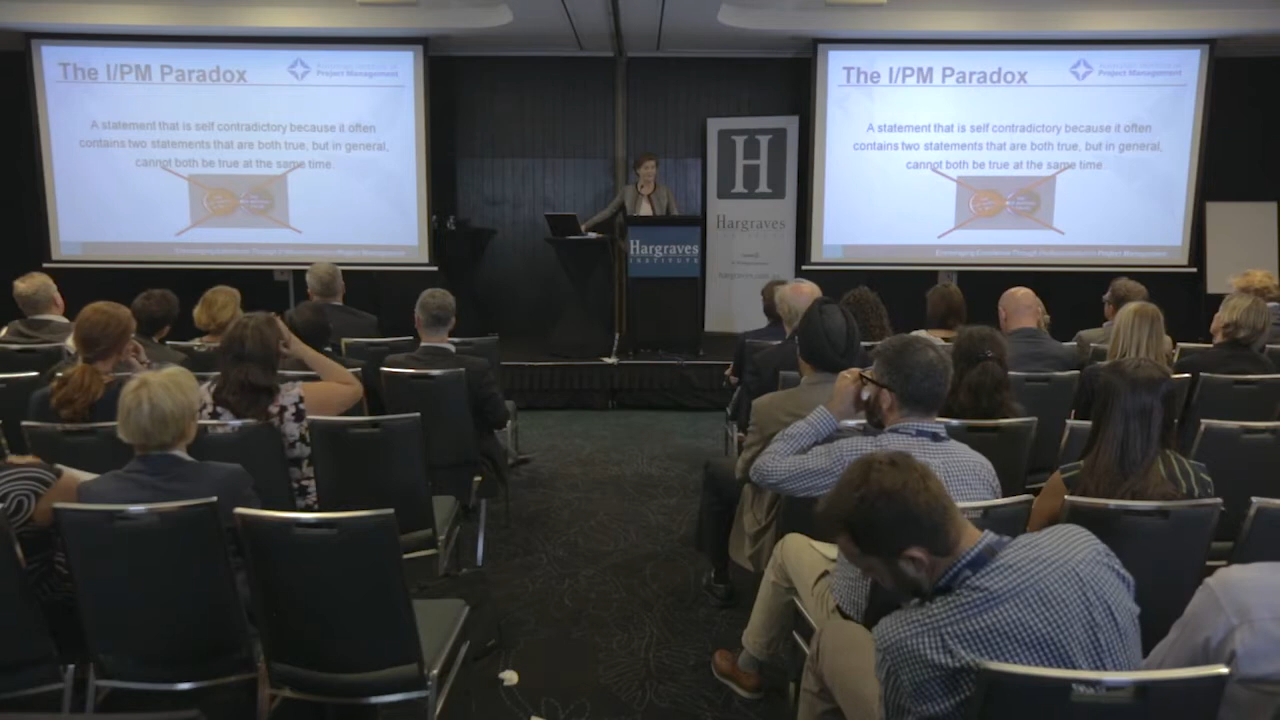 The I/PM Paradox
Project Management
A statement that is self contradictory because it often
contains two statements that are both true, but in general,
cannot both be true at the same time.
The I/PM Paradox
Project Management
A statement that is self contradictory because it often
contains two statements that are both true, but in general,
cannot both be true at the same time.
H
Hargraves
INSTITUTE
Hargraves
INSTITUTE